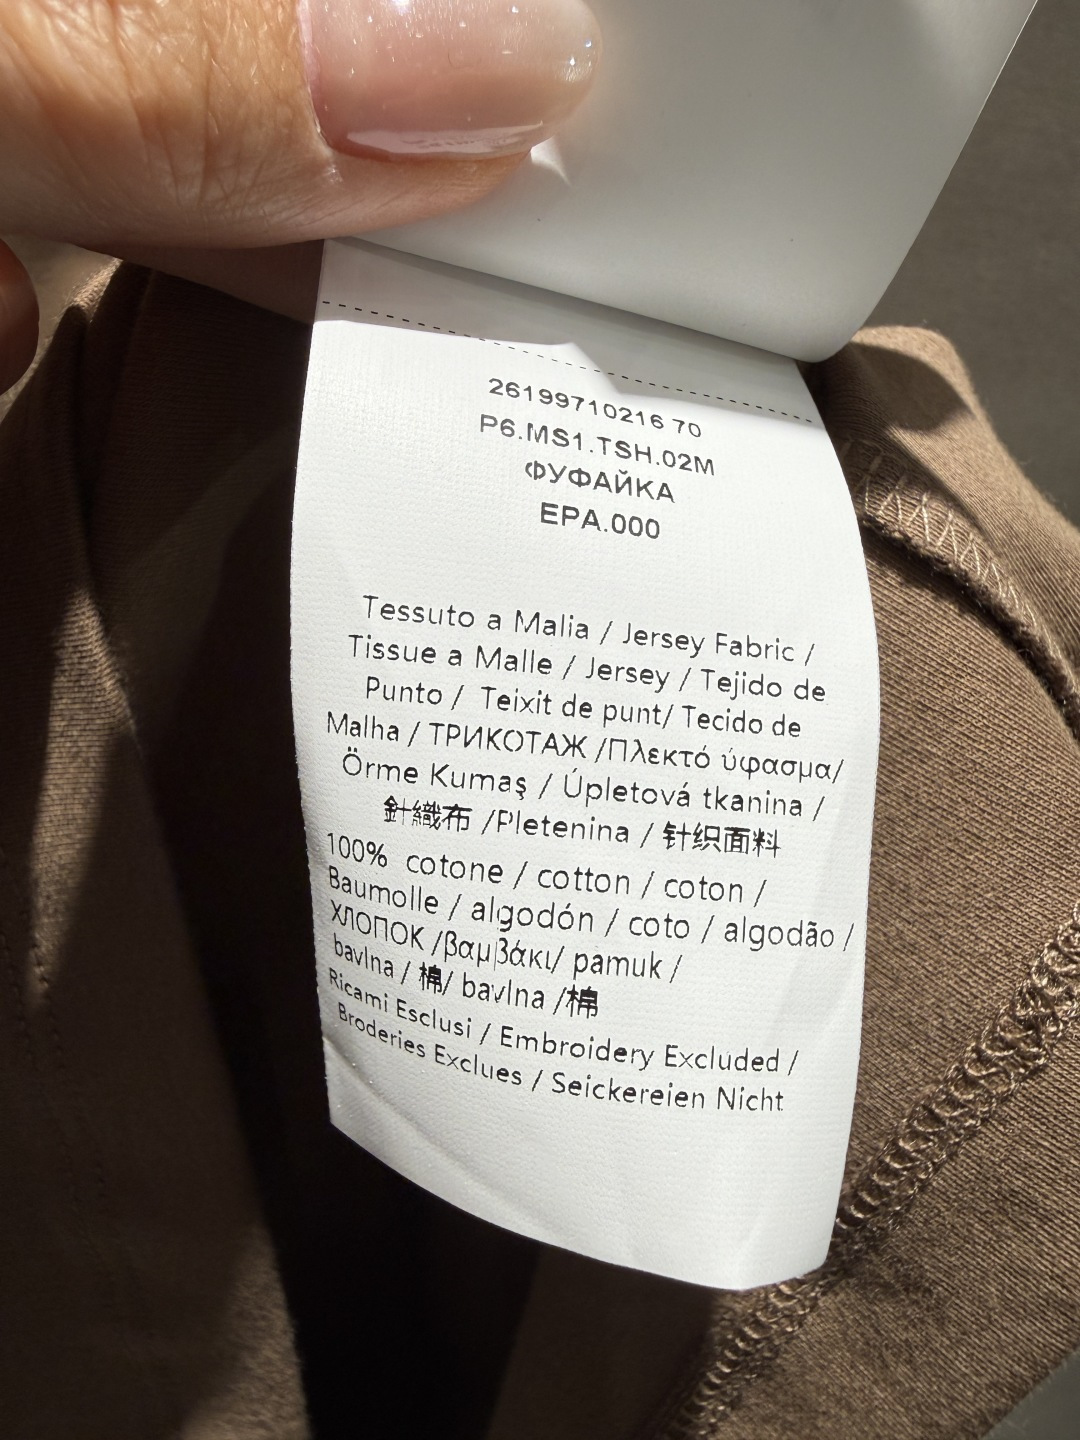 26199710216 70
P6.MS1.TSH.02M
ФУФАЙКА
EPA.000
Tessuto a Malia / Jersey Fabric /
Tissue a Malle / Jersey / Tejido de
Punto / Teixit de punt/ Tecido de
Malha / ТРИКОТАЖ /Πλεκτό ύφασμα/
Örme Kumaş / Úpletová tkanina /
針織布 /Pletenina / 针织面料
100% cotone / cotton / coton /
Baumolle / algodón / coto / algodão /
ХЛОПОК /βαμβάκι/ pamuk /
bavlna / 棉/ bavlna /棉
Ricami Esclusi / Embroidery Excluded /
Broderies Exclues / Seickereien Nicht